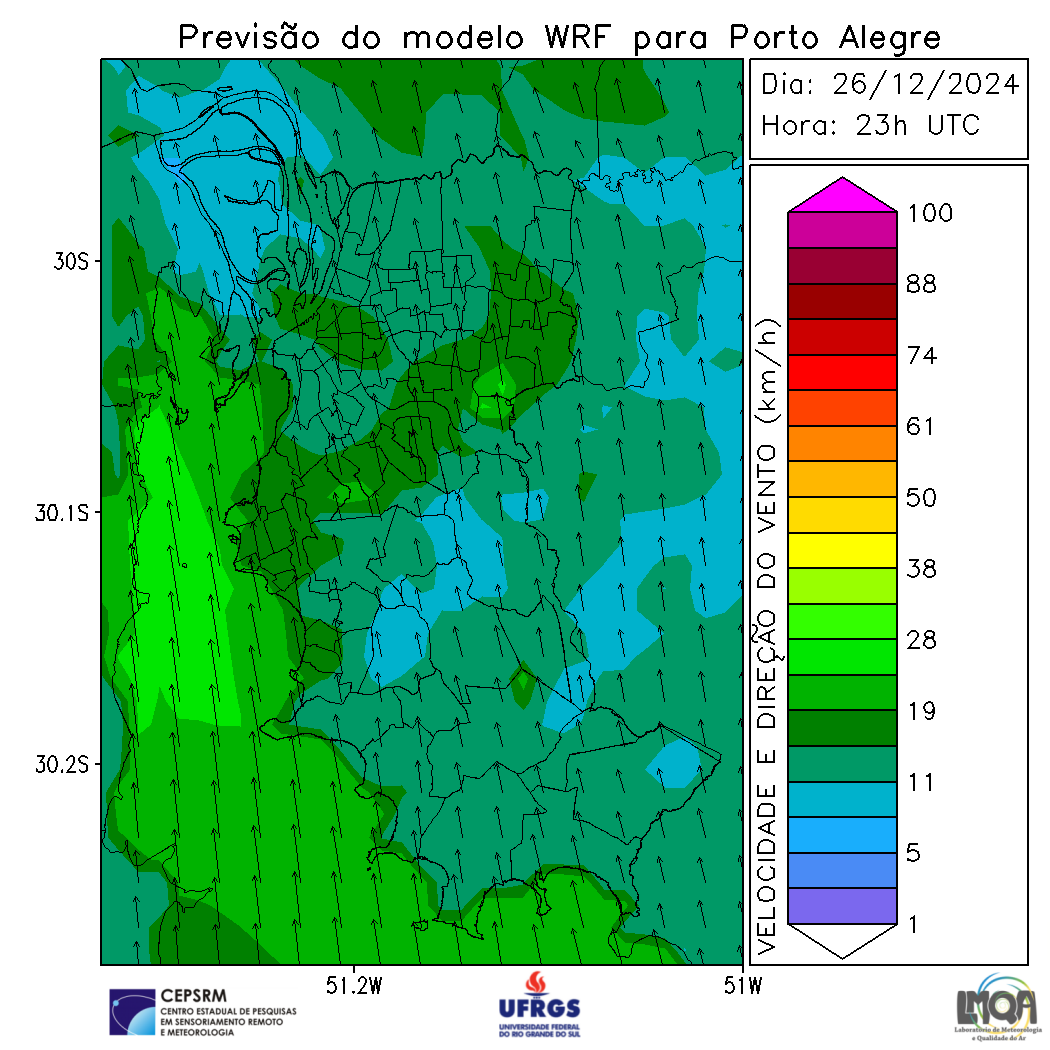 Previsão do modelo WRF para Porto Alegre
Dia: 26/12/2024
Hora: 23h UTC
30S
30.1S
30.2S
51.2W
51W
VELOCIDADE E DIREÇÃO DO VENTO (km/h)
100
88
74
61
50
38
28
19
11
5
1
CEPSRM
CENTRO ESTADUAL DE PESQUISAS
EM SENSORIAMENTO REMOTO
E METEOROLOGIA
UFRGS
UNIVERSIDADE FEDERAL
DO RIO GRANDE DO SUL
LMQA
Laboratório de Meteorologia
e Qualidade do Ar